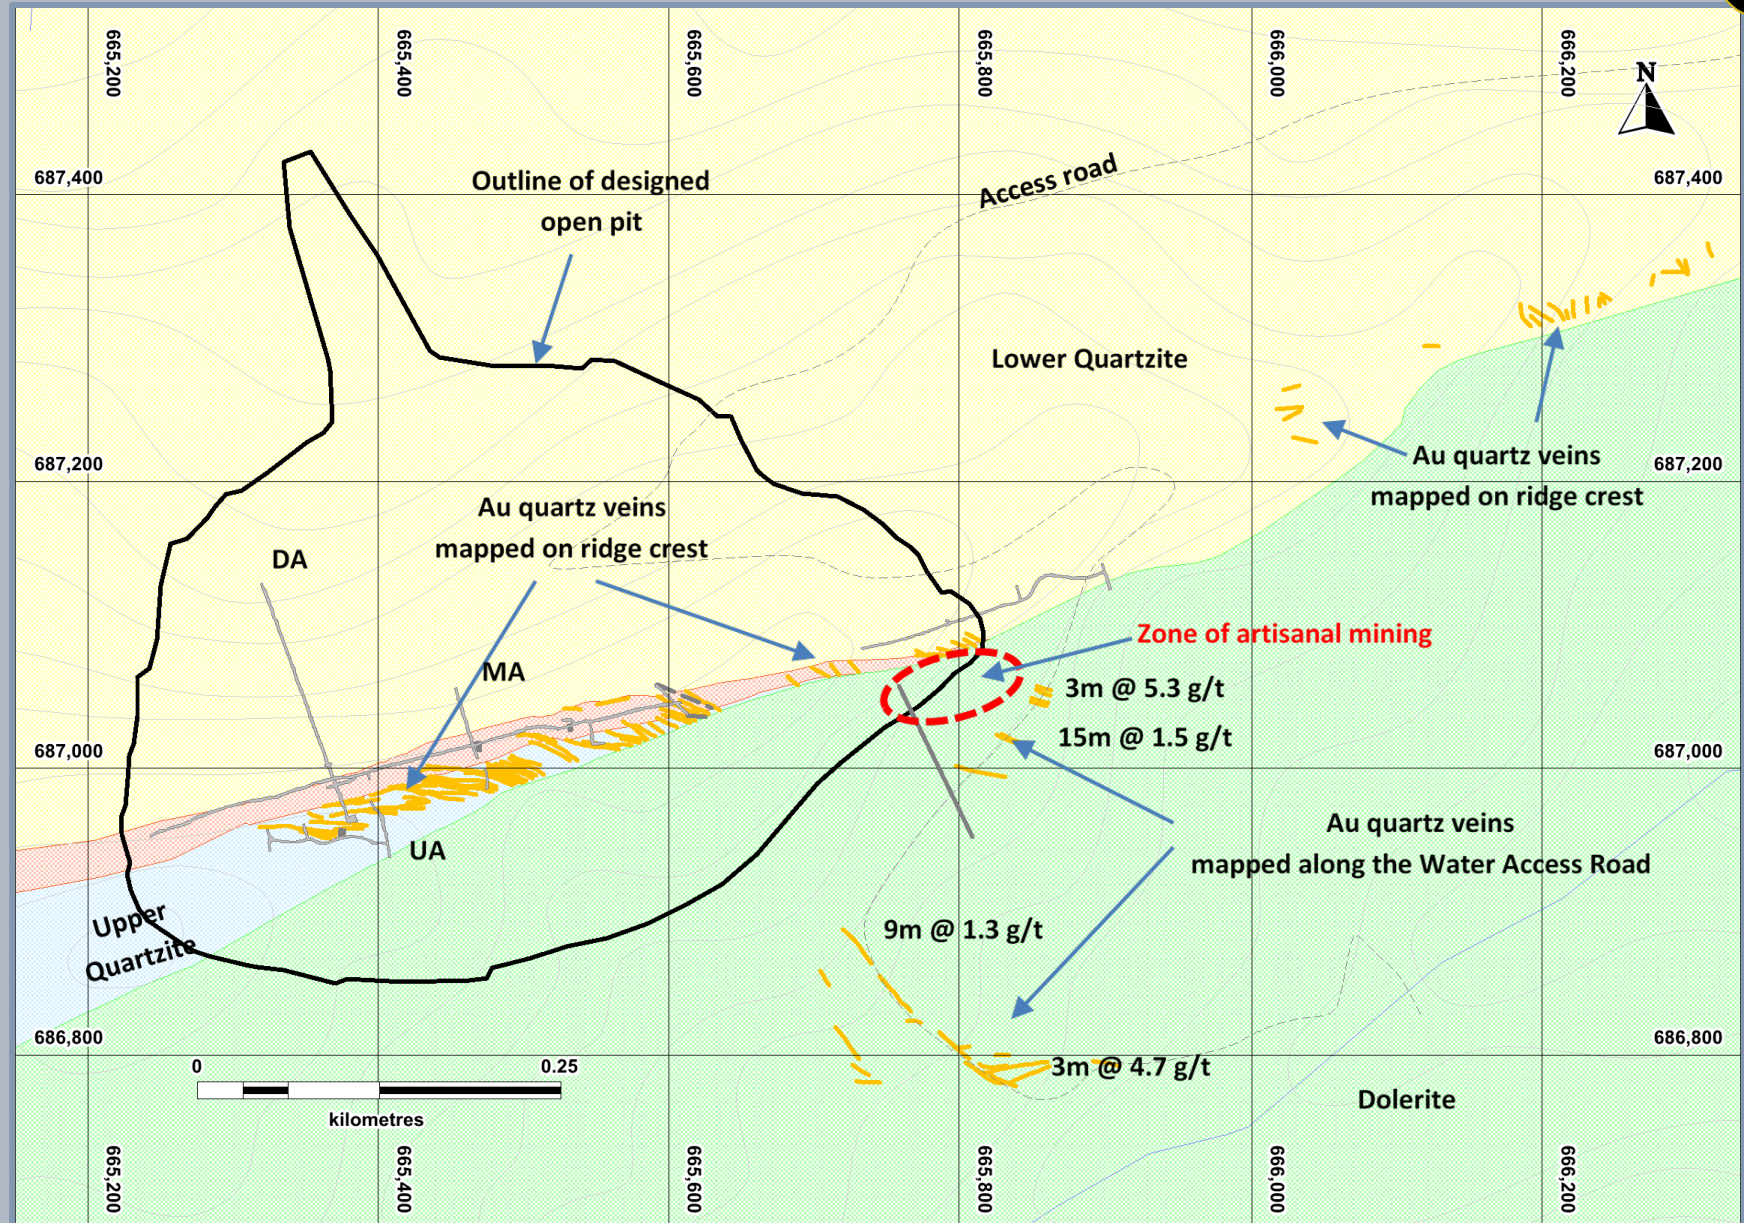 665,200
665,400
665,600
665,800
666,000
666,200
N
687,400
687,400
Outline of designed
open pit
Access road
Lower Quartzite
687,200
687,200
Au quartz veins
mapped on ridge crest
Au quartz veins
mapped on ridge crest
DA
MA
Zone of artisanal mining
3m @ 5.3 g/t
15m @ 1.5 g/t
687,000
687,000
UA
Au quartz veins
mapped along the Water Access Road
Upper
Quartzite
9m @ 1.3 g/t
686,800
686,800
3m @ 4.7 g/t
Dolerite
0
0.25
kilometres
665,200
665,400
665,600
665,800
666,000
666,200